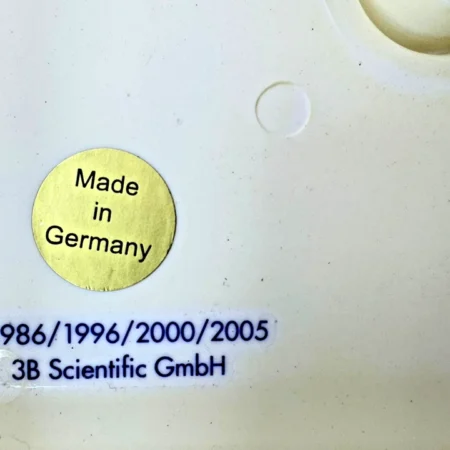 Made
in
Germany
986/1996/2000/2005
3B Scientific GmbH